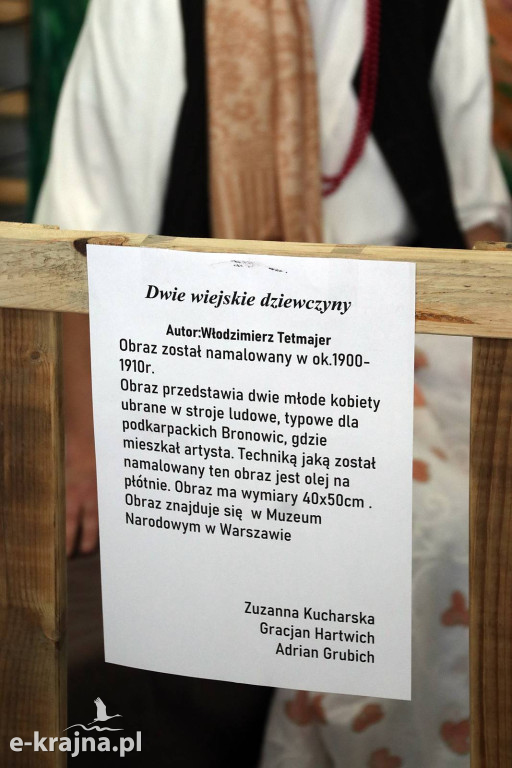 Dwie wiejskie dziewczyny
Autor:Włodzimierz Tetmajer
Obraz został namalowany w ok.1900-
1910r.
Obraz przedstawia dwie młode kobiety
ubrane w stroje ludowe, typowe dla
podkarpackich Bronowic, gdzie
mieszkał artysta. Techniką jaką został
namalowany ten obraz jest olej na
płótnie. Obraz ma wymiary 40x50cm .
Obraz znajduje się w Muzeum
Narodowym w Warszawie
Zuzanna Kucharska
Gracjan Hartwich
Adrian Grubich
e-krajna.pl